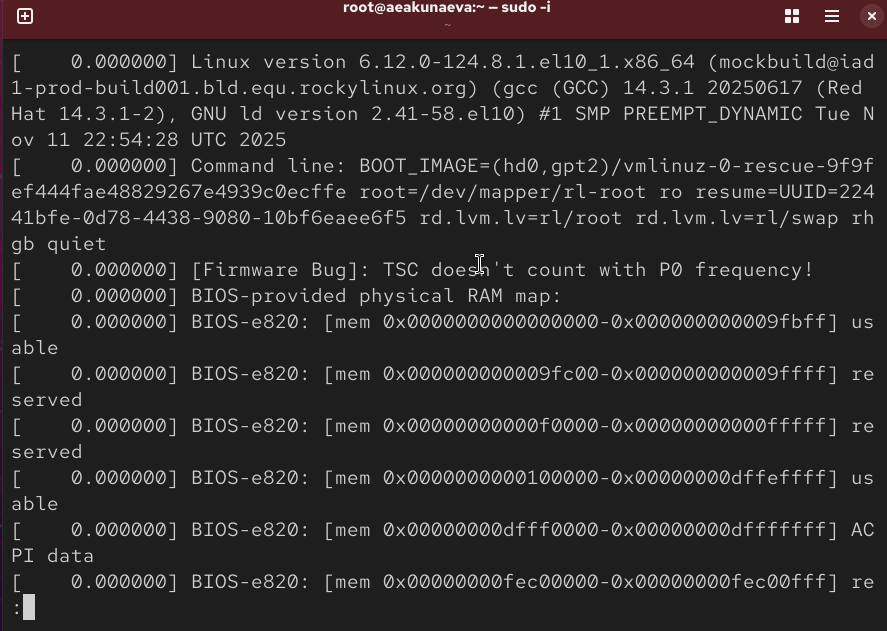 root@aeakunaeva:~ — sudo -i
~
[    0.000000] Linux version 6.12.0-124.8.1.el10_1.x86_64 (mockbuild@iad
1-prod-build001.bld.equ.rockylinux.org) (gcc (GCC) 14.3.1 20250617 (Red
Hat 14.3.1-2), GNU ld version 2.41-58.el10) #1 SMP PREEMPT_DYNAMIC Tue N
ov 11 22:54:28 UTC 2025
[    0.000000] Command line: BOOT_IMAGE=(hd0,gpt2)/vmlinuz-0-rescue-9f9f
ef444fae48829267e4939c0ecffe root=/dev/mapper/rl-root ro resume=UUID=224
41bfe-0d78-4438-9080-10bf6eaee6f5 rd.lvm.lv=rl/root rd.lvm.lv=rl/swap rh
gb quiet
[    0.000000] [Firmware Bug]: TSC doesn't count with P0 frequency!
[    0.000000] BIOS-provided physical RAM map:
[    0.000000] BIOS-e820: [mem 0x0000000000000000-0x000000000009fbff] us
able
[    0.000000] BIOS-e820: [mem 0x000000000009fc00-0x000000000009ffff] re
served
[    0.000000] BIOS-e820: [mem 0x00000000000f0000-0x00000000000fffff] re
served
[    0.000000] BIOS-e820: [mem 0x0000000000100000-0x00000000dffeffff] us
able
[    0.000000] BIOS-e820: [mem 0x00000000dfff0000-0x00000000dfffffff] AC
PI data
[    0.000000] BIOS-e820: [mem 0x00000000fec00000-0x00000000fec00fff] re
: